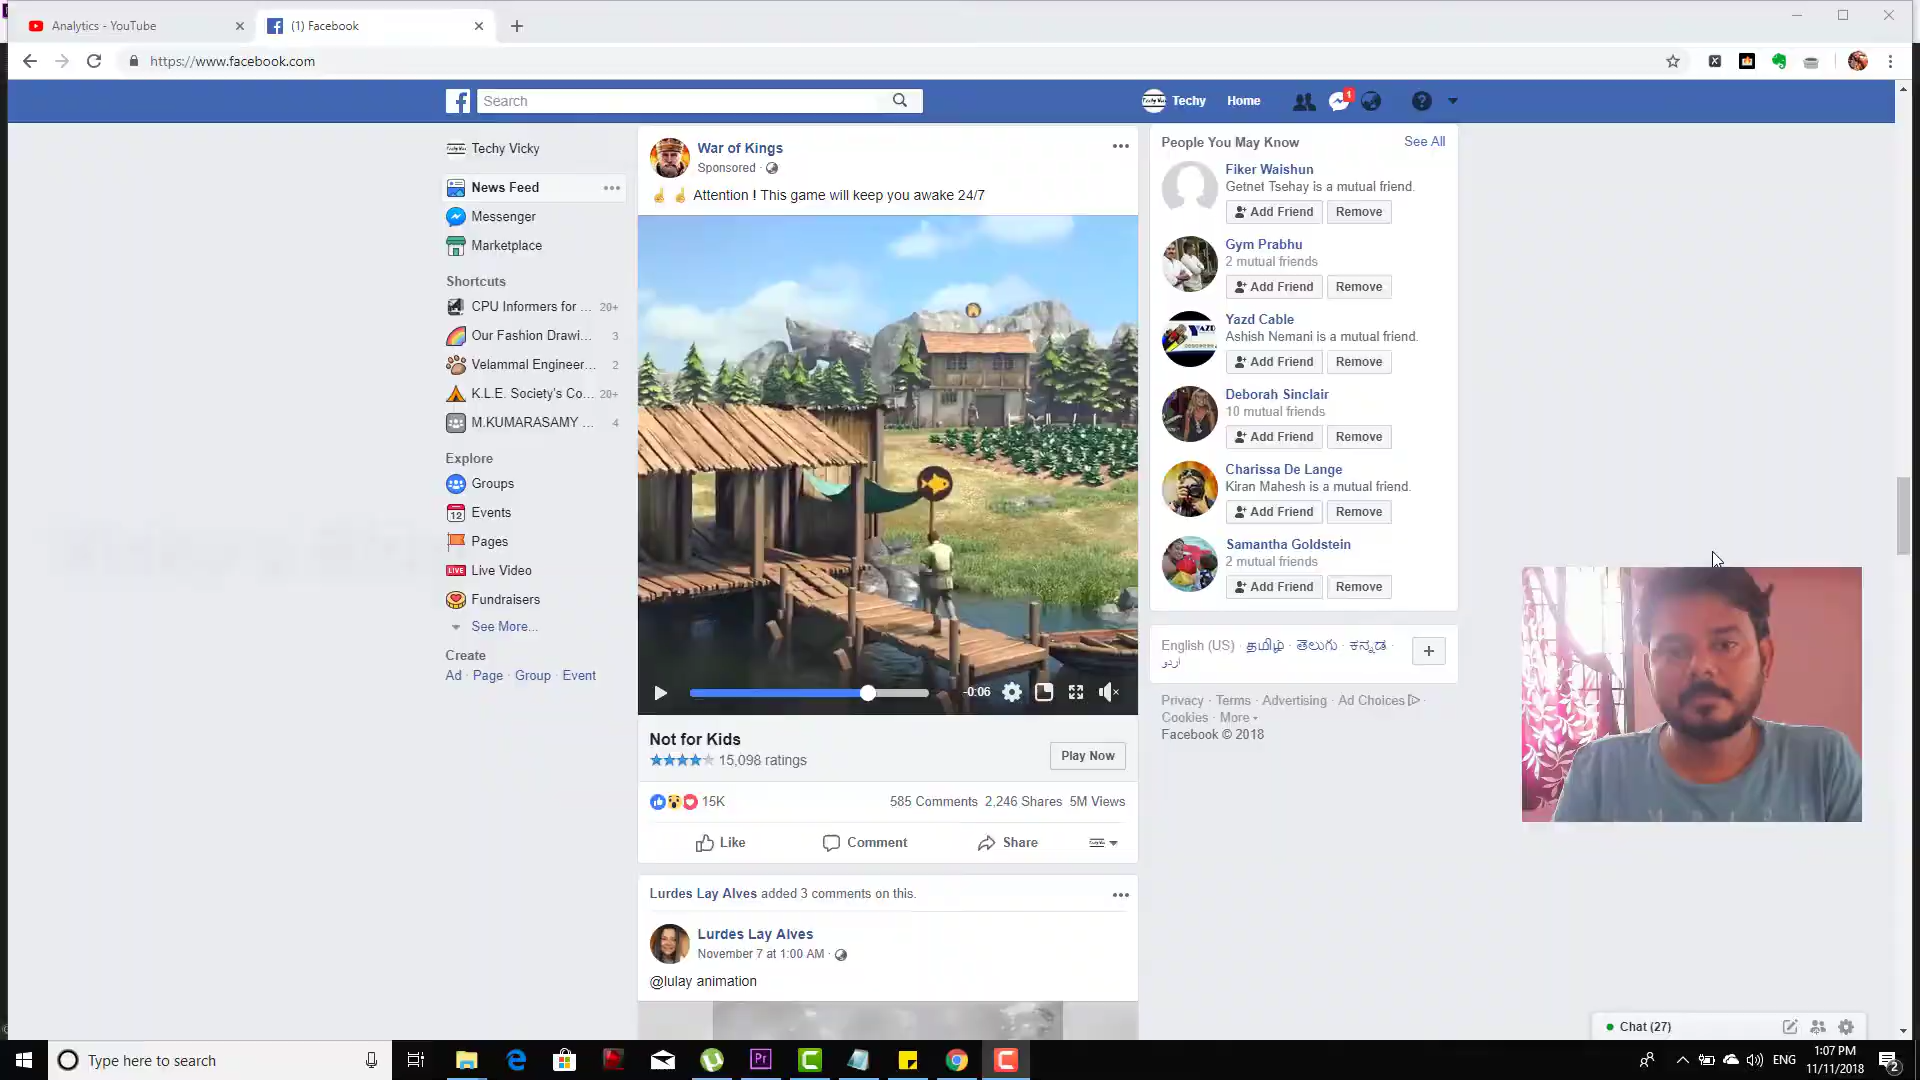 Analytics - YouTube
(1) Facebook
https://www.facebook.com
Search
Techy
Home
1
Techy Vicky
News Feed
Messenger
Marketplace
Shortcuts
CPU Informers for ... 20+
Our Fashion Drawi... 3
Velammal Engineer... 2
K.L.E. Society's Co... 20+
M.KUMARASAMY ... 4
Explore
Groups
12
Events
Pages
LIVE
Live Video
Fundraisers
See More...
Create
Ad · Page · Group · Event
War of Kings
Sponsored ·
Attention ! This game will keep you awake 24/7
-0:06
Not for Kids
15,098 ratings
Play Now
15K
585 Comments 2,246 Shares 5M Views
Like
Comment
Share
Lurdes Lay Alves added 3 comments on this.
Lurdes Lay Alves
November 7 at 1:00 AM ·
@lulay animation
People You May Know
See All
Fiker Waishun
Getnet Tsehay is a mutual friend.
Add Friend Remove
Gym Prabhu
2 mutual friends
Add Friend Remove
Yazd Cable
Ashish Nemani is a mutual friend.
Add Friend Remove
Deborah Sinclair
10 mutual friends
Add Friend Remove
Charissa De Lange
Kiran Mahesh is a mutual friend.
Add Friend Remove
Samantha Goldstein
2 mutual friends
Add Friend Remove
English (US) · தமிழ் · తెలుగు · ಕನ್ನಡ ·
اردو
Privacy · Terms · Advertising · Ad Choices ·
Cookies · More
Facebook © 2018
Chat (27)
Type here to search
Pr
ENG
1:07 PM
11/11/2018
2